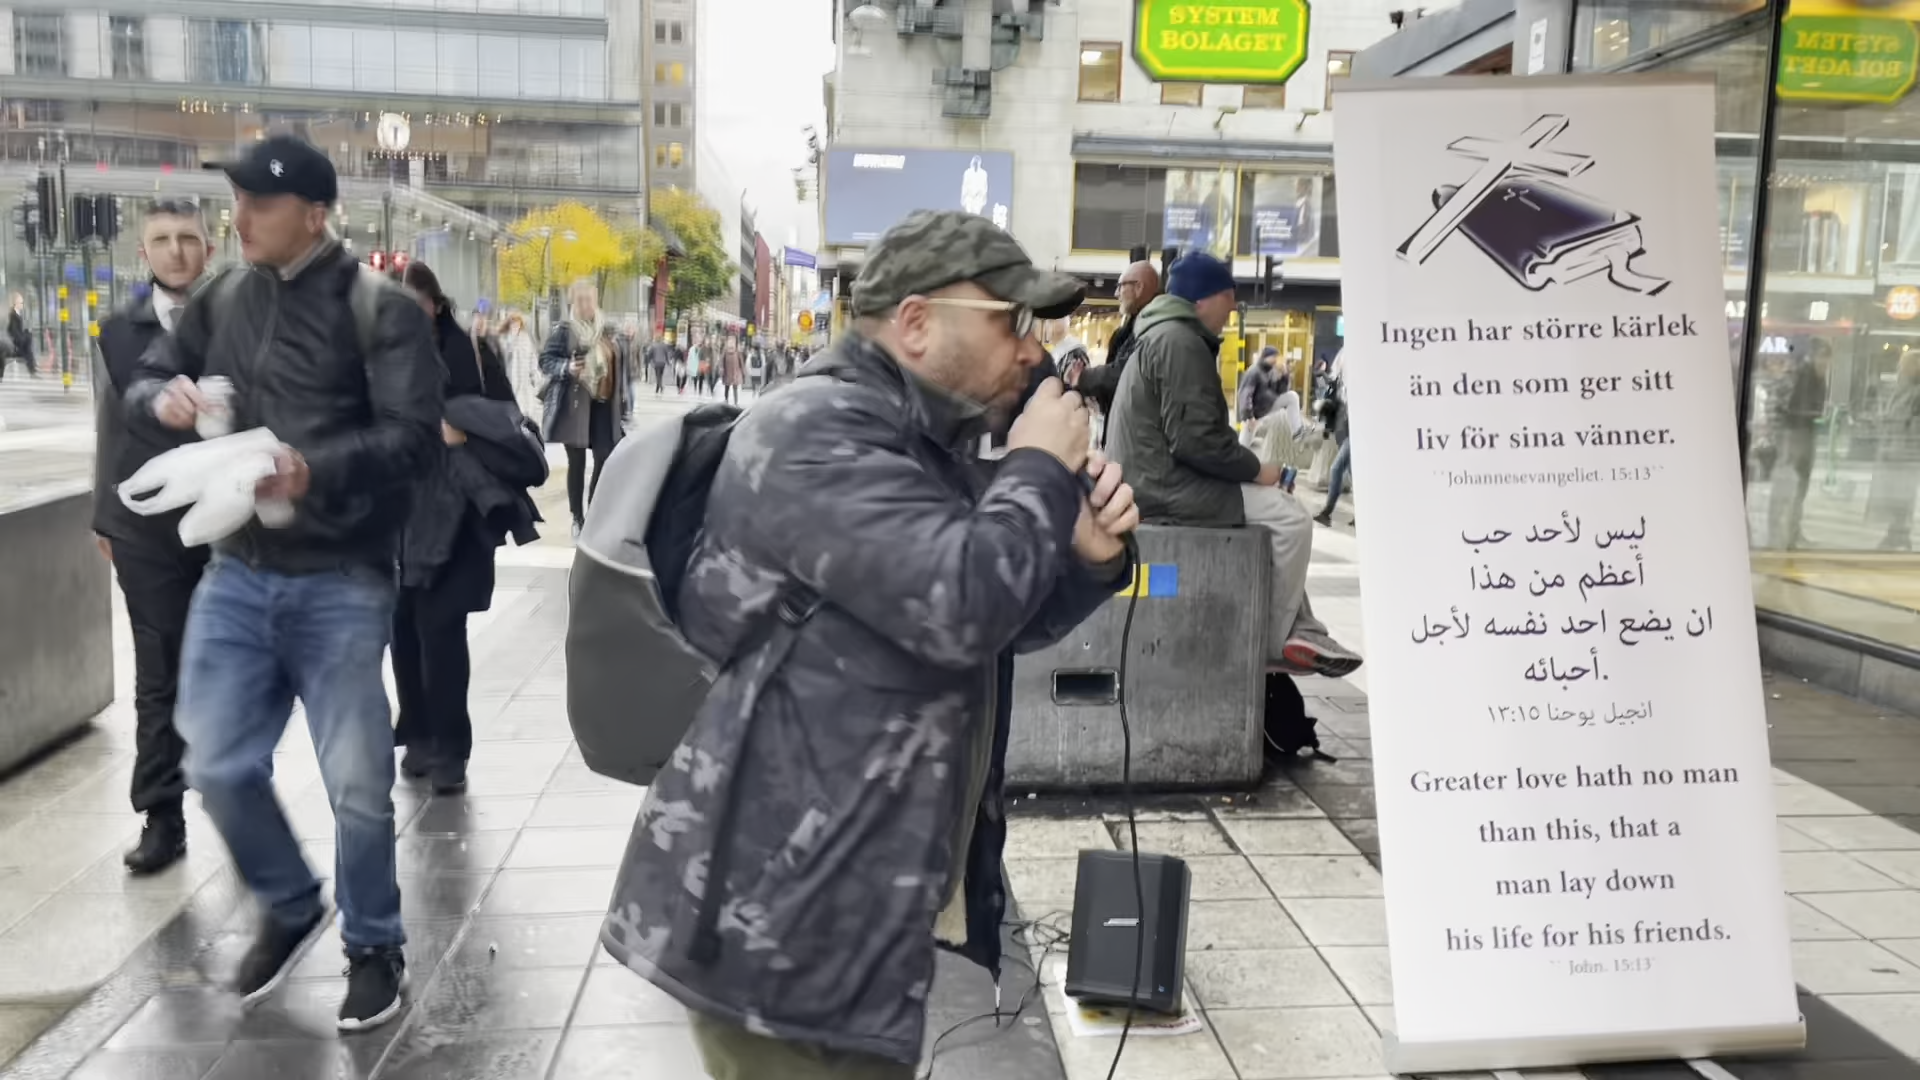 SYSTEM
BOLAGET
SYSTEM
BOLAGET
Ingen har större kärlek
än den som ger sitt
liv för sina vänner.
``Johannesevangeliet. 15:13``
ليس لأحد حب
أعظم من هذا
ان يضع احد نفسه لأجل
أحبائه.
انجيل يوحنا ١٣:١٥
Greater love hath no man
than this, that a
man lay down
his life for his friends.
`` John. 15:13`